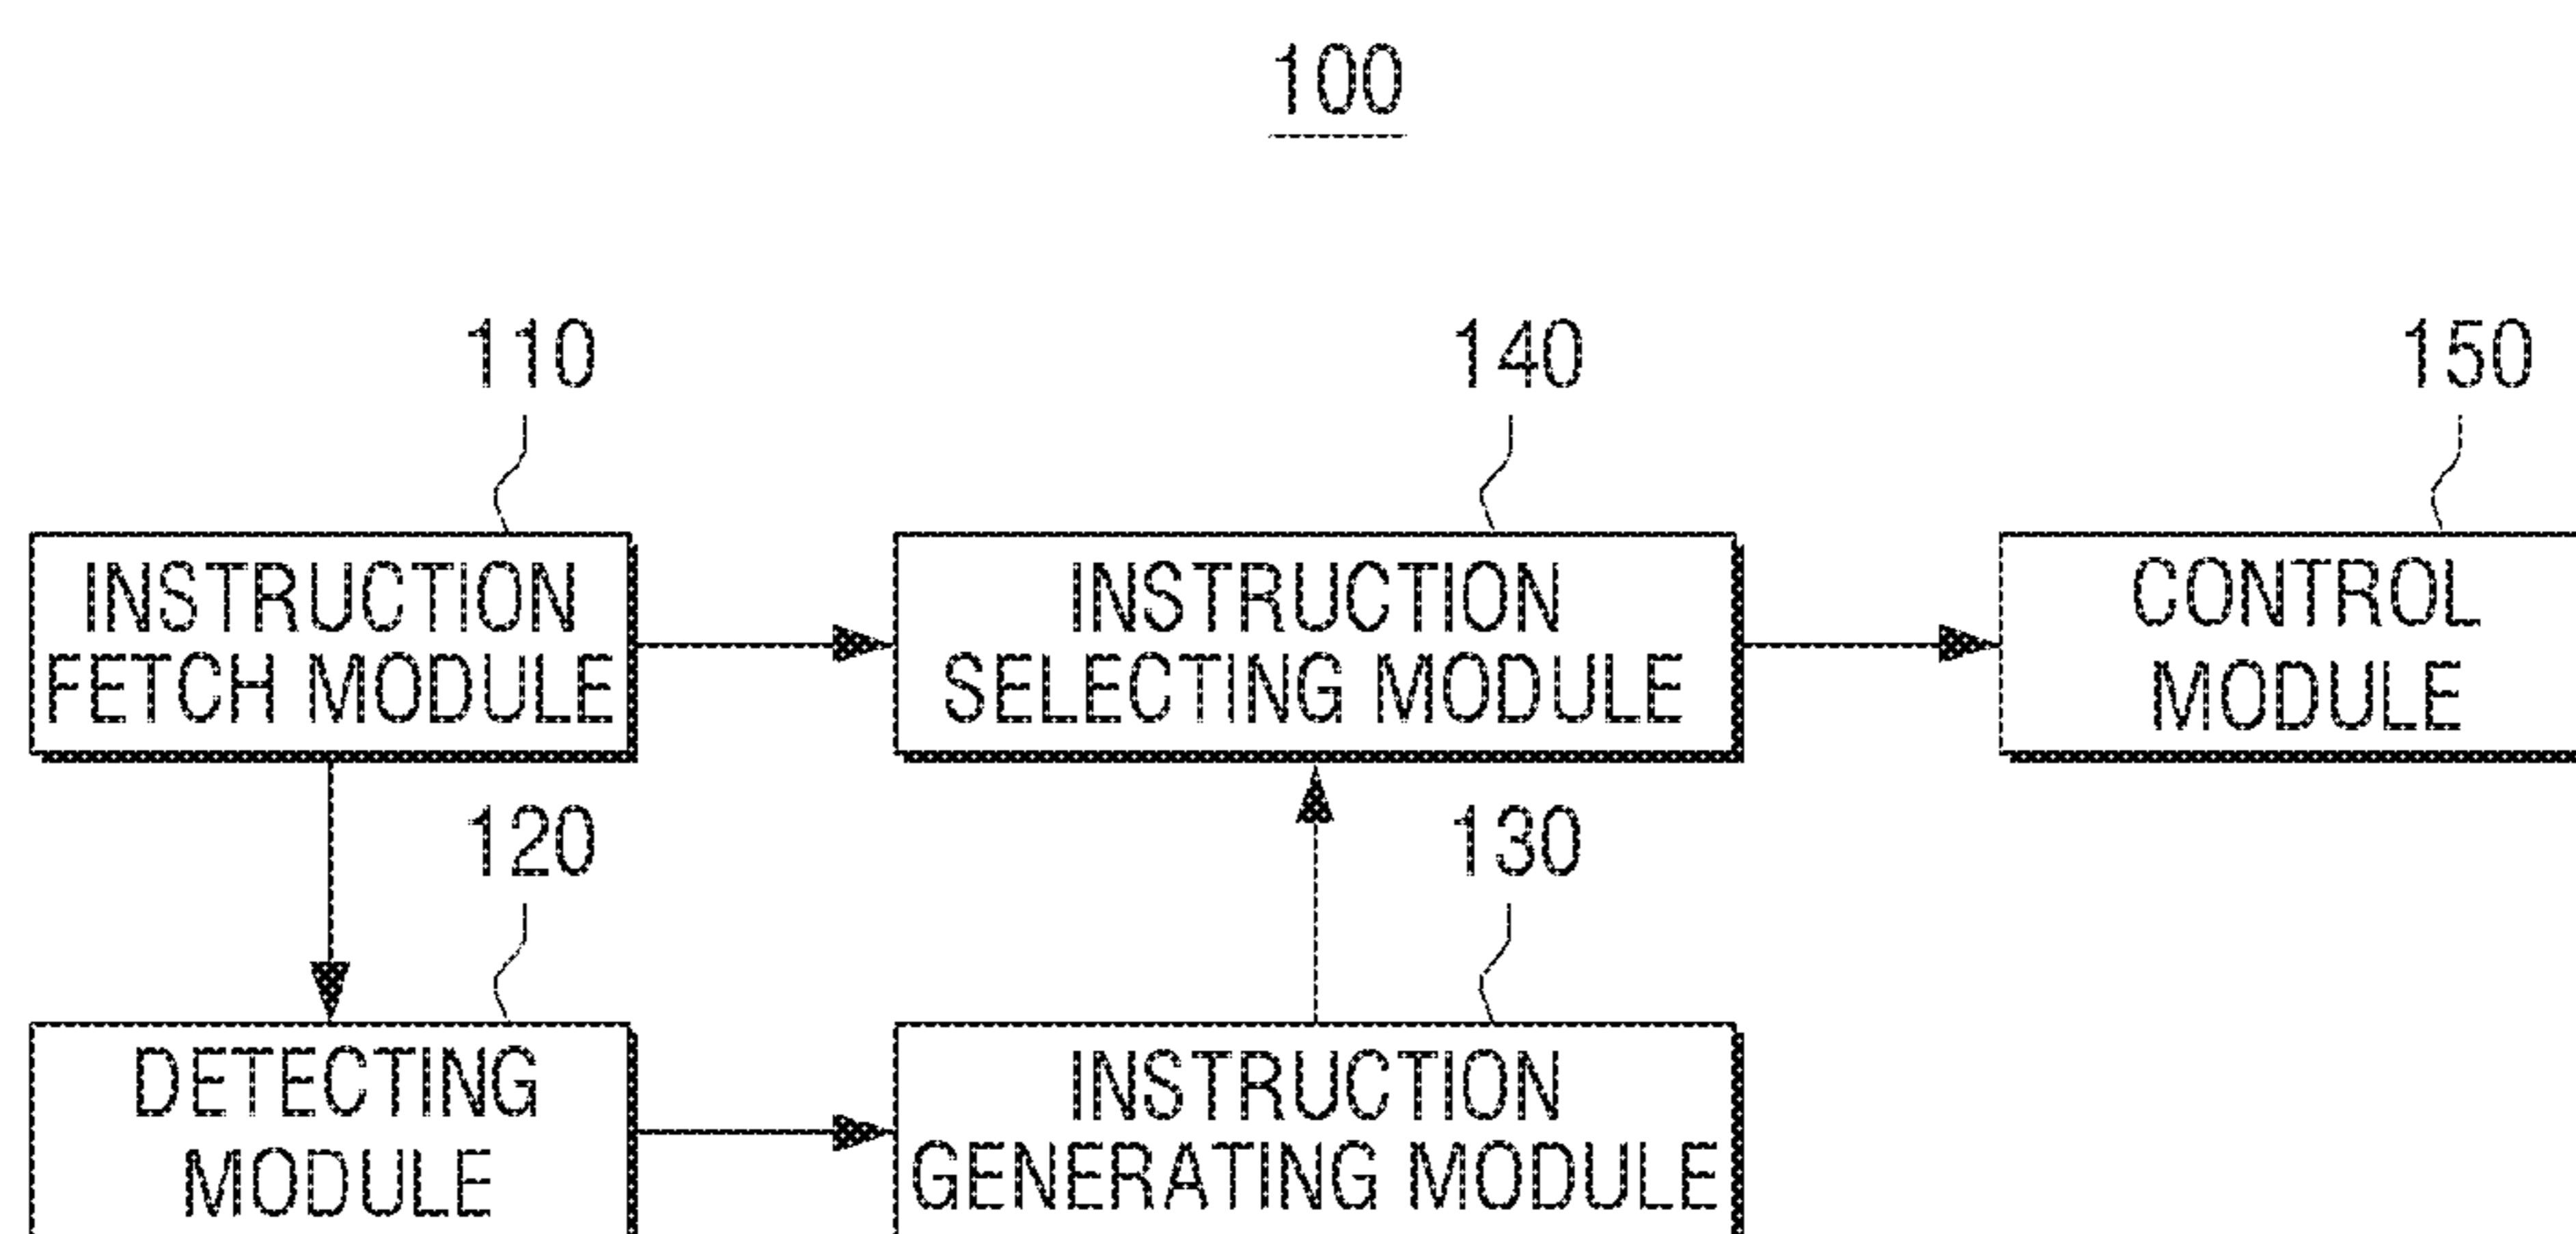 100
110
140
150
INSTRUCTION
FETCH MODULE
INSTRUCTION
SELECTING MODULE
CONTROL
MODULE
120
130
DETECTING
MODULE
INSTRUCTION
GENERATING MODULE